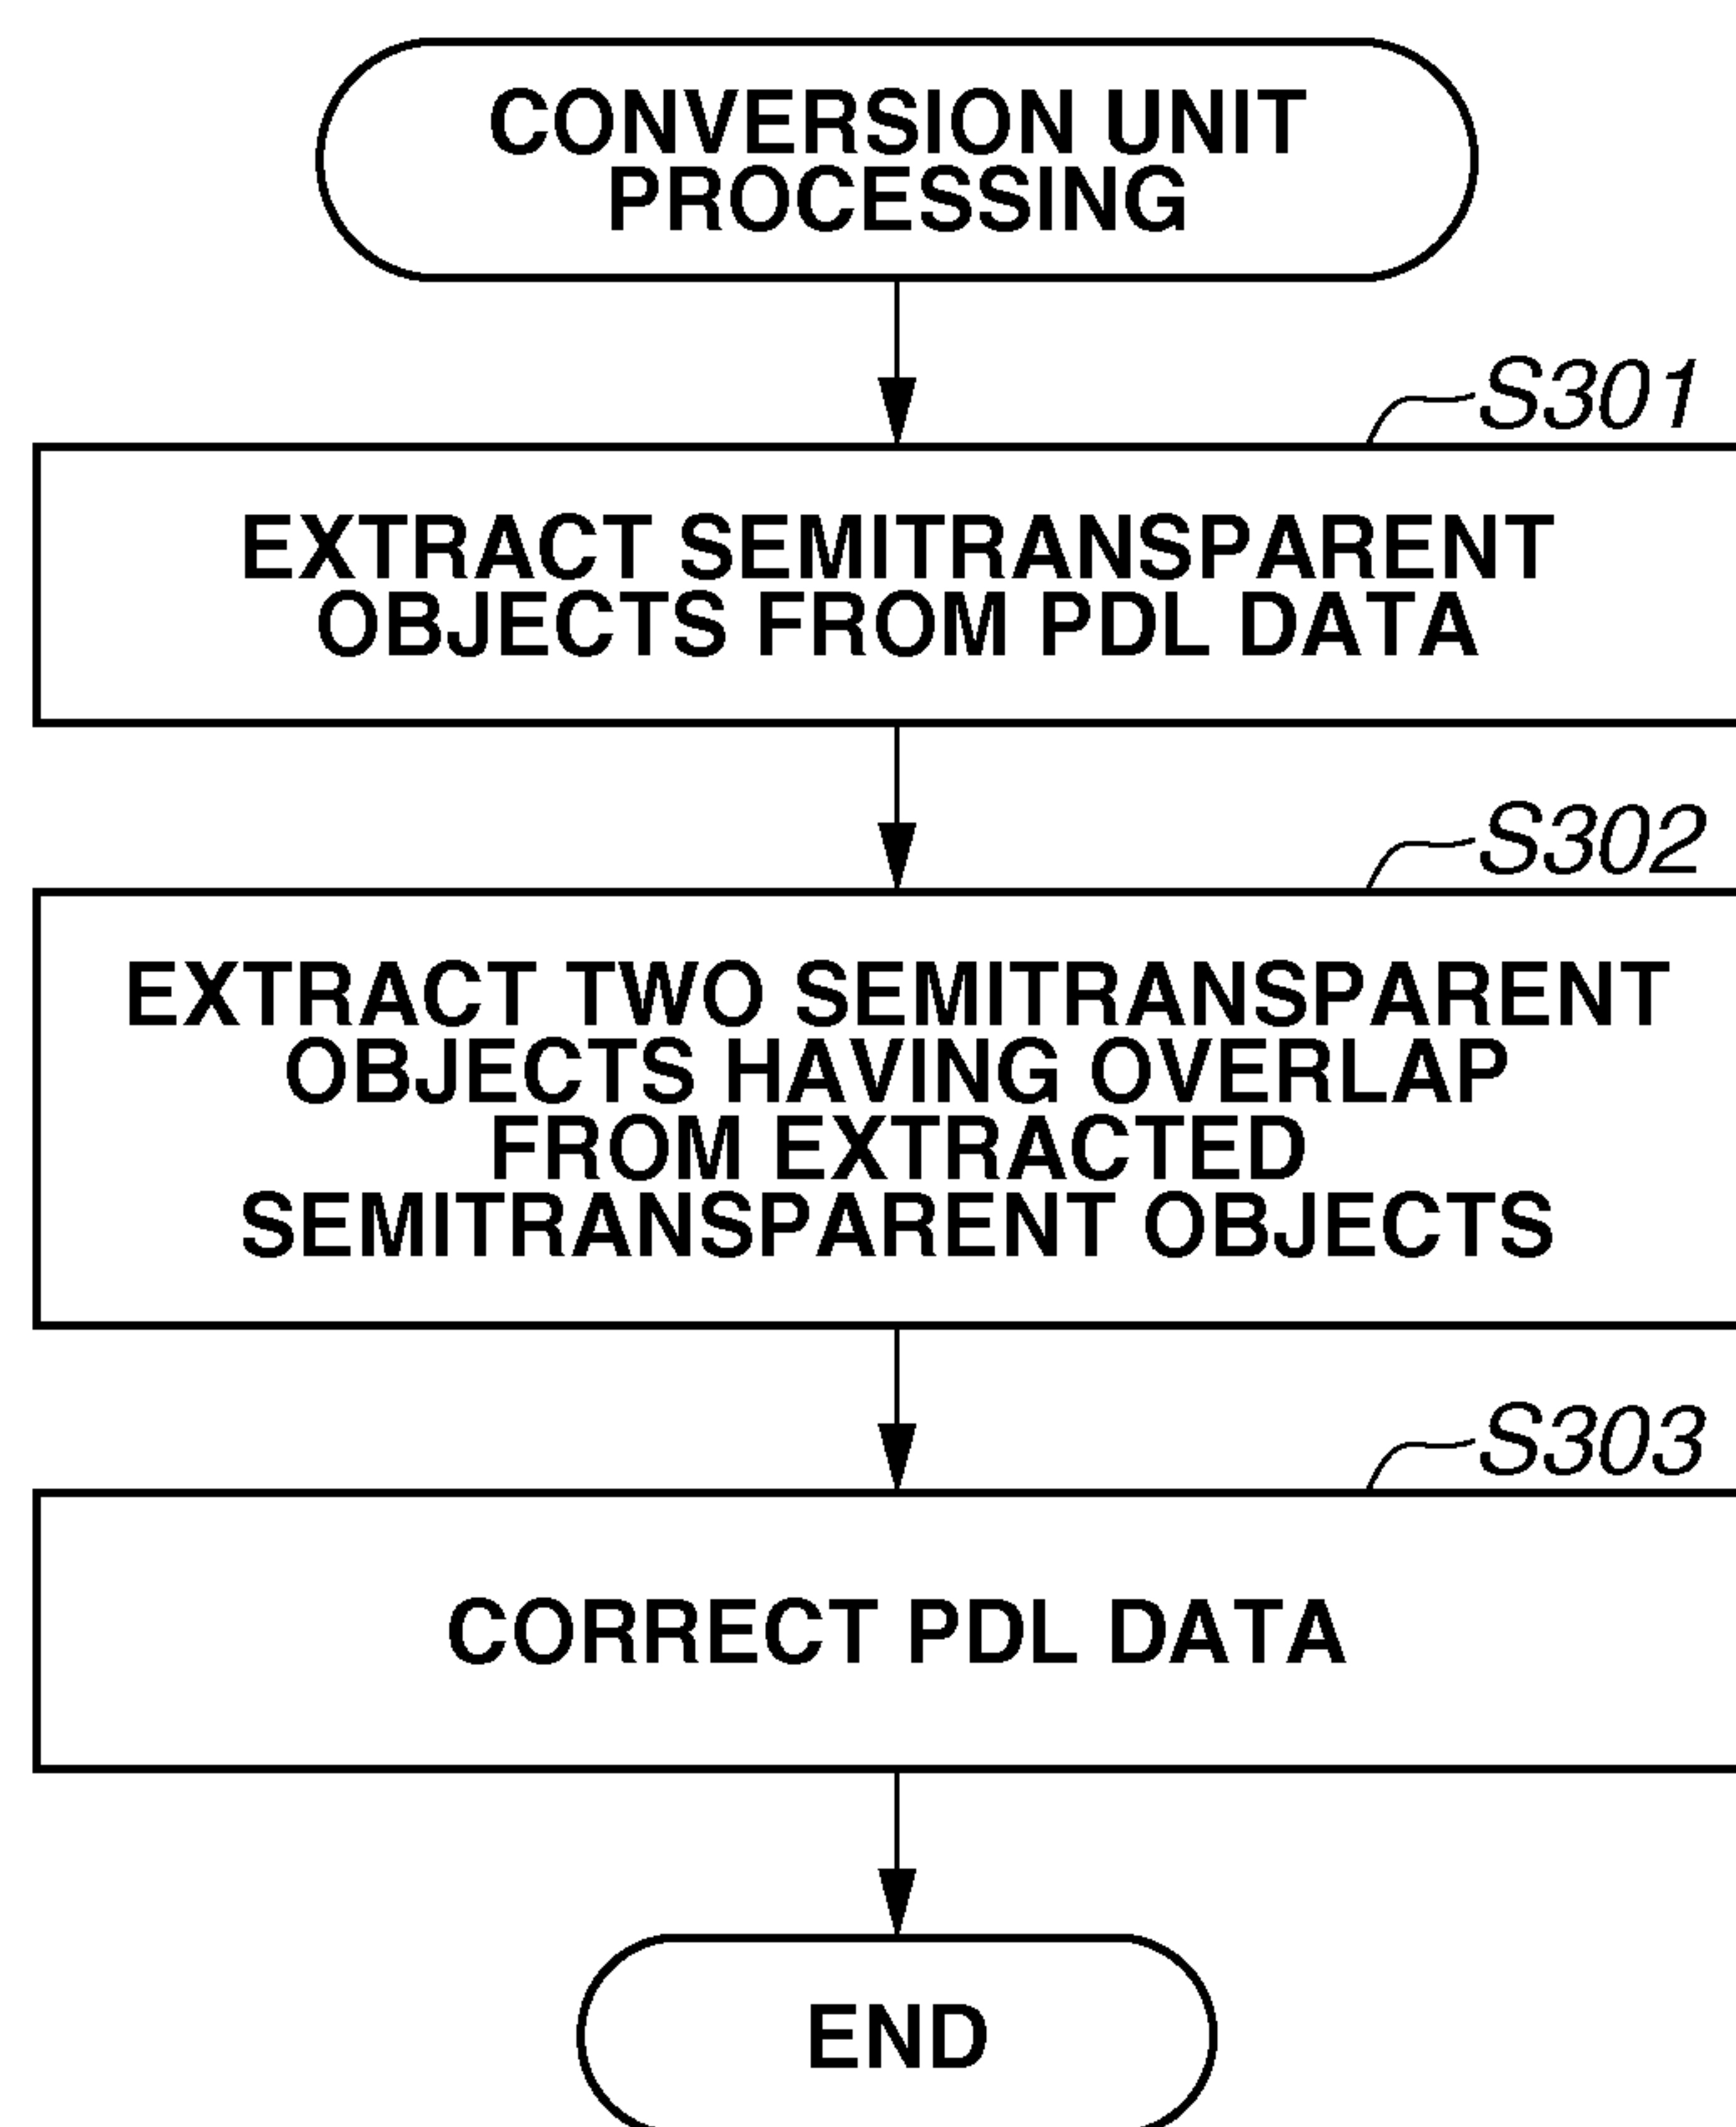 CONVERSION UNIT
PROCESSING
S301
EXTRACT SEMITRANSPARENT
OBJECTS FROM PDL DATA
S302
EXTRACT TWO SEMITRANSPARENT
OBJECTS HAVING OVERLAP
FROM EXTRACTED
SEMITRANSPARENT OBJECTS
S303
CORRECT PDL DATA
END